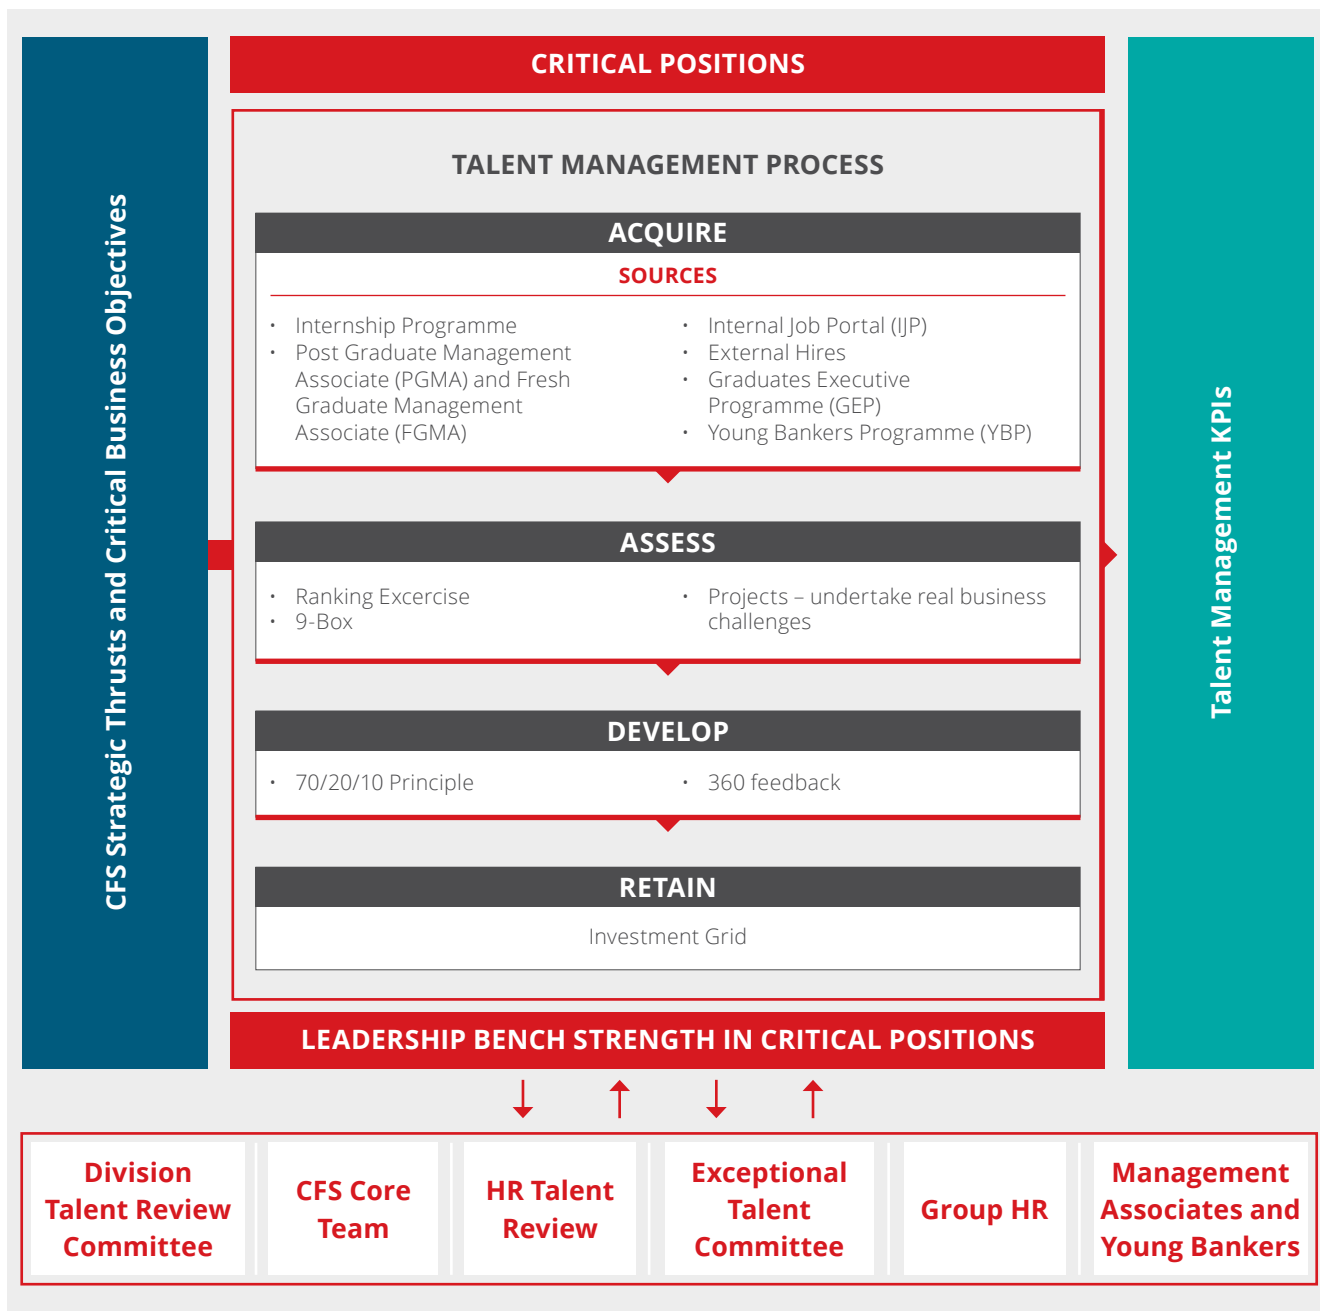 CRITICAL POSITIONS
CFS Strategic Thrusts and Critical Business Objectives
TALENT MANAGEMENT PROCESS
ACQUIRE
SOURCES
• Internship Programme
• Post Graduate Management
Associate (PGMA) and Fresh
Graduate Management
Associate (FGMA)
• Internal Job Portal (IJP)
• External Hires
• Graduates Executive
Programme (GEP)
• Young Bankers Programme (YBP)
ASSESS
• Ranking Excercise
• 9-Box
• Projects – undertake real business
challenges
DEVELOP
• 70/20/10 Principle
• 360 feedback
RETAIN
Investment Grid
Talent Management KPIs
LEADERSHIP BENCH STRENGTH IN CRITICAL POSITIONS
Division
Talent Review
Committee
CFS Core
Team
HR Talent
Review
Exceptional
Talent
Committee
Group HR
Management
Associates and
Young Bankers